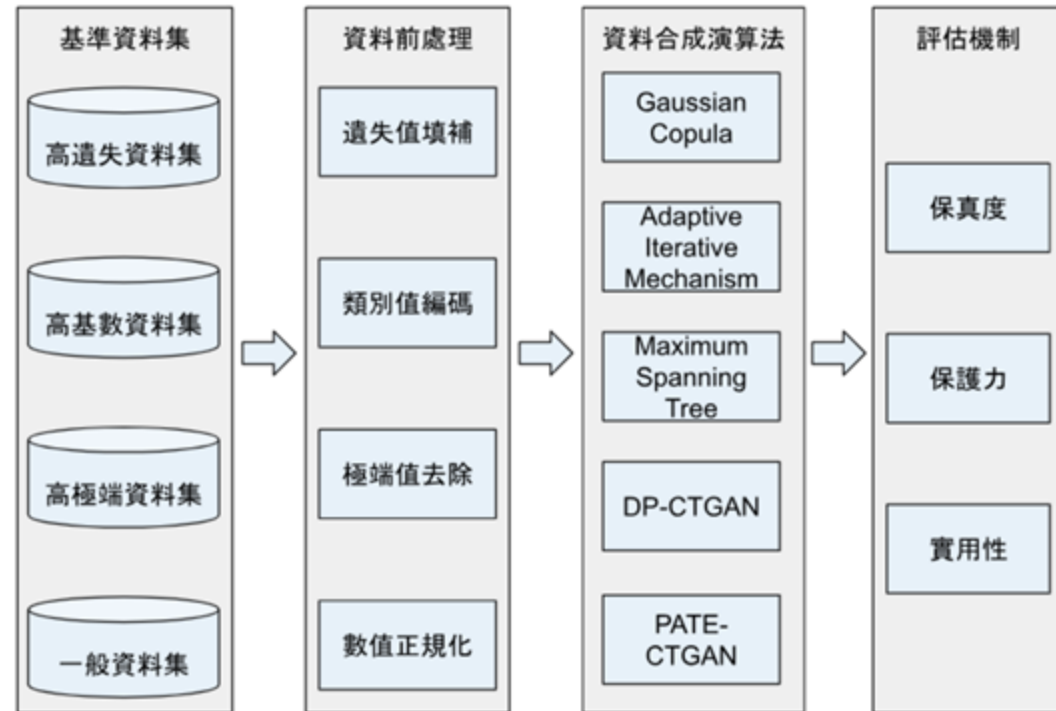 基準資料集
高遺失資料集
高基數資料集
高極端資料集
一般資料集
資料前處理
遺失值填補
類別值編碼
極端值去除
數值正規化
資料合成演算法
Gaussian
Copula
Adaptive
Iterative
Mechanism
Maximum
Spanning
Tree
DP-CTGAN
PATE-
CTGAN
評估機制
保真度
保護力
實用性